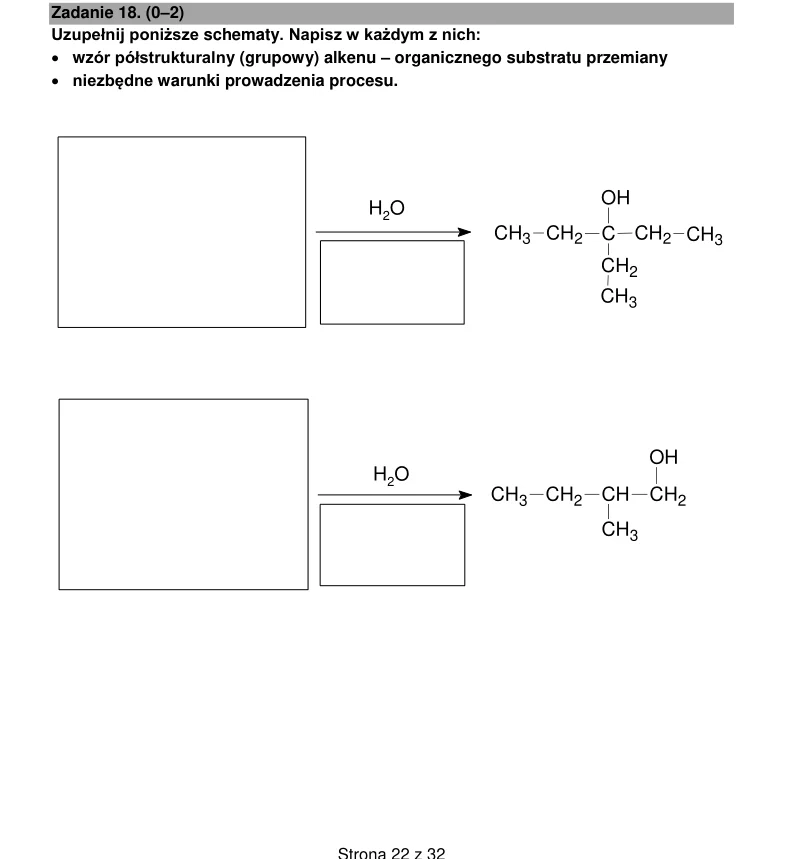 Zadanie 18. (0–2)
Uzupełnij poniższe schematy. Napisz w każdym z nich:
• wzór półstrukturalny (grupowy) alkenu – organicznego substratu przemiany
• niezbędne warunki prowadzenia procesu.
OH
H₂O
CH₃–CH₂–C–CH₂–CH₃
CH₂
CH₃
OH
H₂O
CH₃–CH₂–CH–CH₂
CH₃
Strona 22 z 32